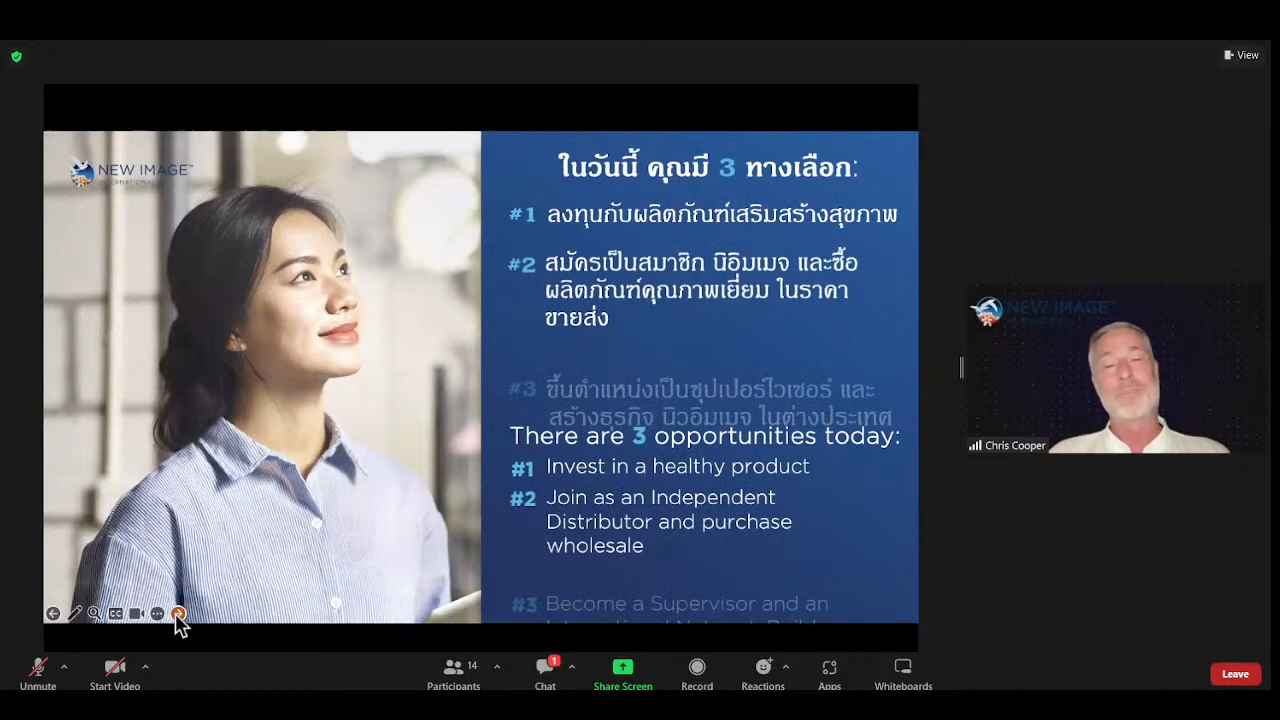 View
NEW IMAGE™
INTERNATIONAL
ในวันนี้ คุณมี 3 ทางเลือก:
#1 ลงทุนกับผลิตภัณฑ์เสริมสร้างสุขภาพ
#2 สมัครเป็นสมาชิก นิอิมเมจ และซื้อ
ผลิตภัณฑ์คุณภาพเยี่ยม ในราคา
ขายส่ง
#3 ขึ้นตำแหน่งเป็นซุปเปอร์ไวเซอร์ และ
สร้างธุรกิจ นิวอิมเมจ ในต่างประเทศ
There are 3 opportunities today:
#1 Invest in a healthy product
#2 Join as an Independent
Distributor and purchase
wholesale
#3 Become a Supervisor and an
CC
NEW IMAGE
Chris Cooper
Unmute
Start Video
14
Participants
1
Chat
Share Screen
Record
Reactions
Apps
Whiteboards
Leave